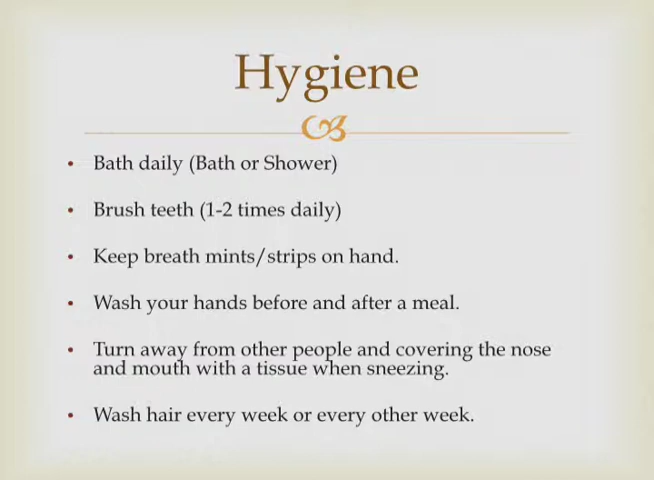 Hygiene
• Bath daily (Bath or Shower)
• Brush teeth (1-2 times daily)
• Keep breath mints/strips on hand.
• Wash your hands before and after a meal.
• Turn away from other people and covering the nose
and mouth with a tissue when sneezing.
• Wash hair every week or every other week.